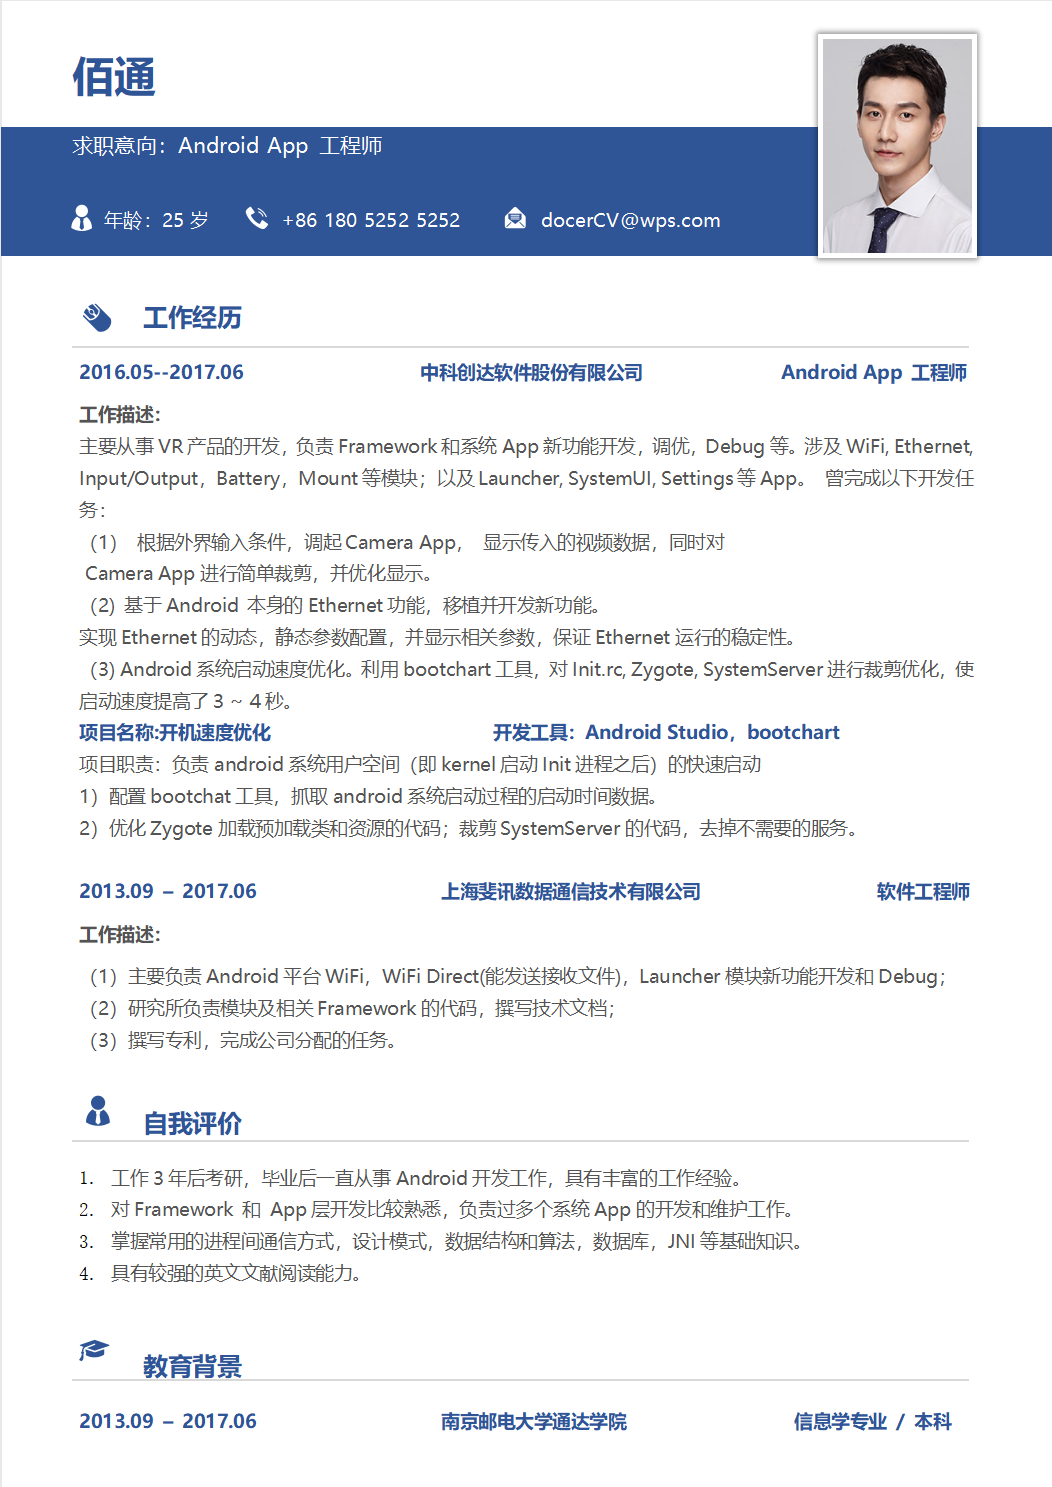 佰通
求职意向：Android App 工程师
年龄：25 岁 +86 180 5252 5252 docerCV@wps.com
工作经历
2016.05--2017.06 中科创达软件股份有限公司 Android App 工程师
工作描述：
主要从事 VR 产品的开发，负责 Framework 和系统 App 新功能开发，调优，Debug 等。涉及 WiFi, Ethernet,
Input/Output，Battery，Mount 等模块；以及 Launcher, SystemUI, Settings 等 App。 曾完成以下开发任
务：
（1） 根据外界输入条件，调起 Camera App， 显示传入的视频数据，同时对
Camera App 进行简单裁剪，并优化显示。
（2）基于 Android 本身的 Ethernet 功能，移植并开发新功能。
实现 Ethernet 的动态，静态参数配置，并显示相关参数，保证 Ethernet 运行的稳定性。
（3) Android 系统启动速度优化。利用 bootchart 工具，对 Init.rc, Zygote, SystemServer 进行裁剪优化，使
启动速度提高了 3 ~ 4 秒。
项目名称:开机速度优化 开发工具：Android Studio，bootchart
项目职责：负责 android 系统用户空间（即 kernel 启动 Init 进程之后）的快速启动
1）配置 bootchat 工具，抓取 android 系统启动过程的启动时间数据。
2）优化 Zygote 加载预加载类和资源的代码；裁剪 SystemServer 的代码，去掉不需要的服务。
2013.09 – 2017.06 上海斐讯数据通信技术有限公司 软件工程师
工作描述：
（1）主要负责 Android 平台 WiFi，WiFi Direct(能发送接收文件)，Launcher 模块新功能开发和 Debug；
（2）研究所负责模块及相关 Framework 的代码，撰写技术文档；
（3）撰写专利，完成公司分配的任务。
自我评价
1. 工作 3 年后考研，毕业后一直从事 Android 开发工作，具有丰富的工作经验。
2. 对 Framework 和 App 层开发比较熟悉，负责过多个系统 App 的开发和维护工作。
3. 掌握常用的进程间通信方式，设计模式，数据结构和算法，数据库，JNI 等基础知识。
4. 具有较强的英文文献阅读能力。
教育背景
2013.09 – 2017.06 南京邮电大学通达学院 信息学专业 / 本科